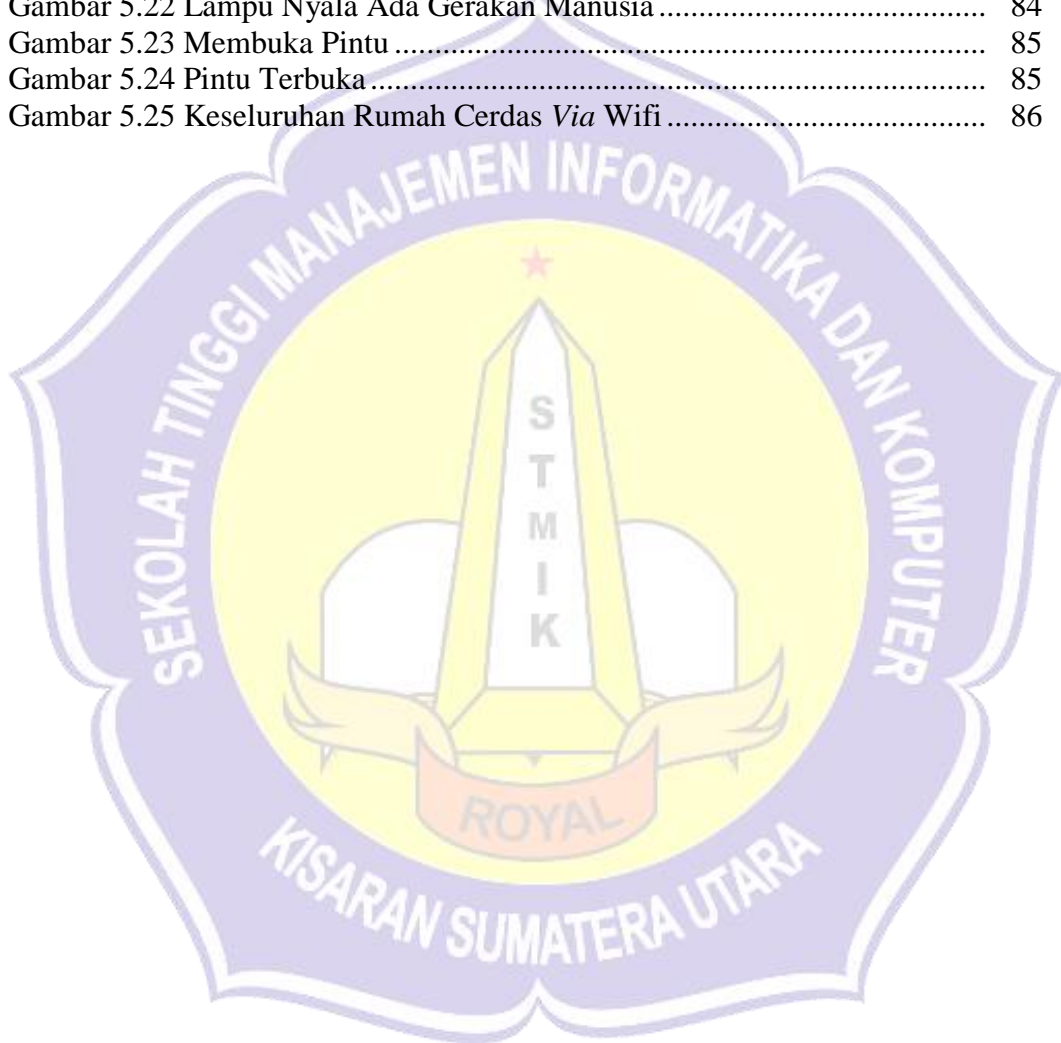 Gambar 5.22 Lampu Nyala Ada Gerakan Manusia ........................................ 84
Gambar 5.23 Membuka Pintu ........................................................................... 85
Gambar 5.24 Pintu Terbuka .............................................................................. 85
Gambar 5.25 Keseluruhan Rumah Cerdas Via Wifi ........................................ 86
SEKOLAH TINGGI MANAJEMEN INFORMATIKA DAN KOMPUTER
S
T
M
I
K
ROYAL
KISARAN SUMATERA UTARA